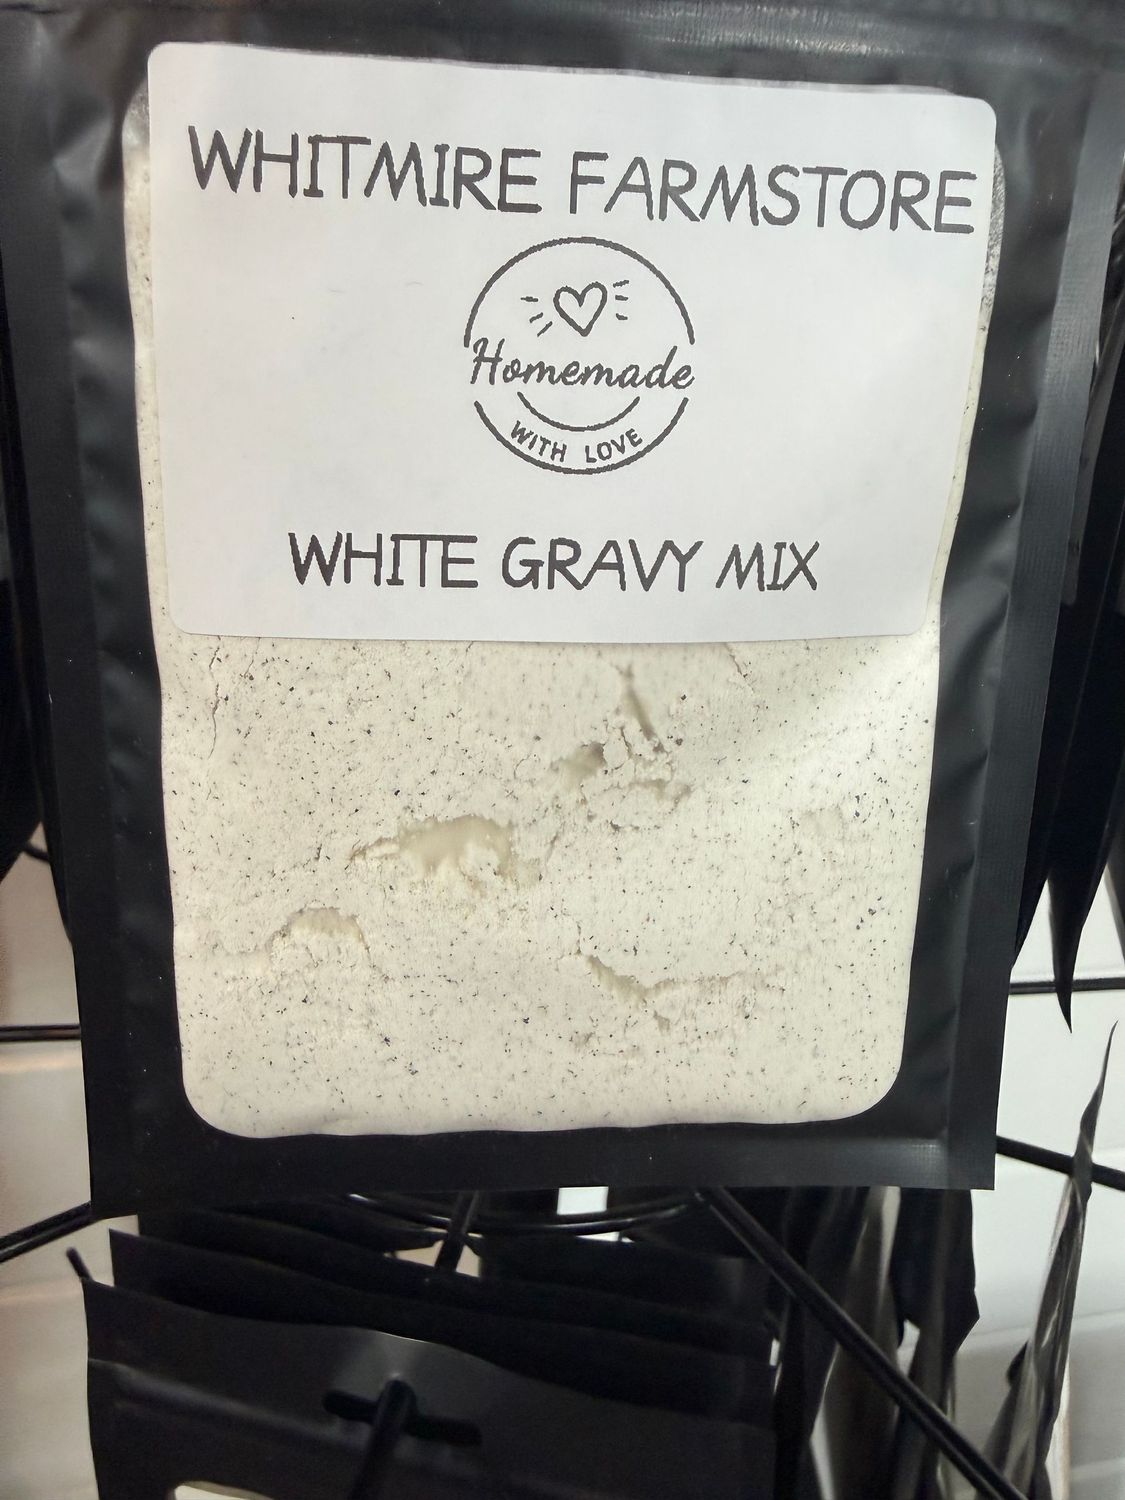 WHITMIRE FARMSTORE
Homemade
WITH LOVE
WHITE GRAVY MIX